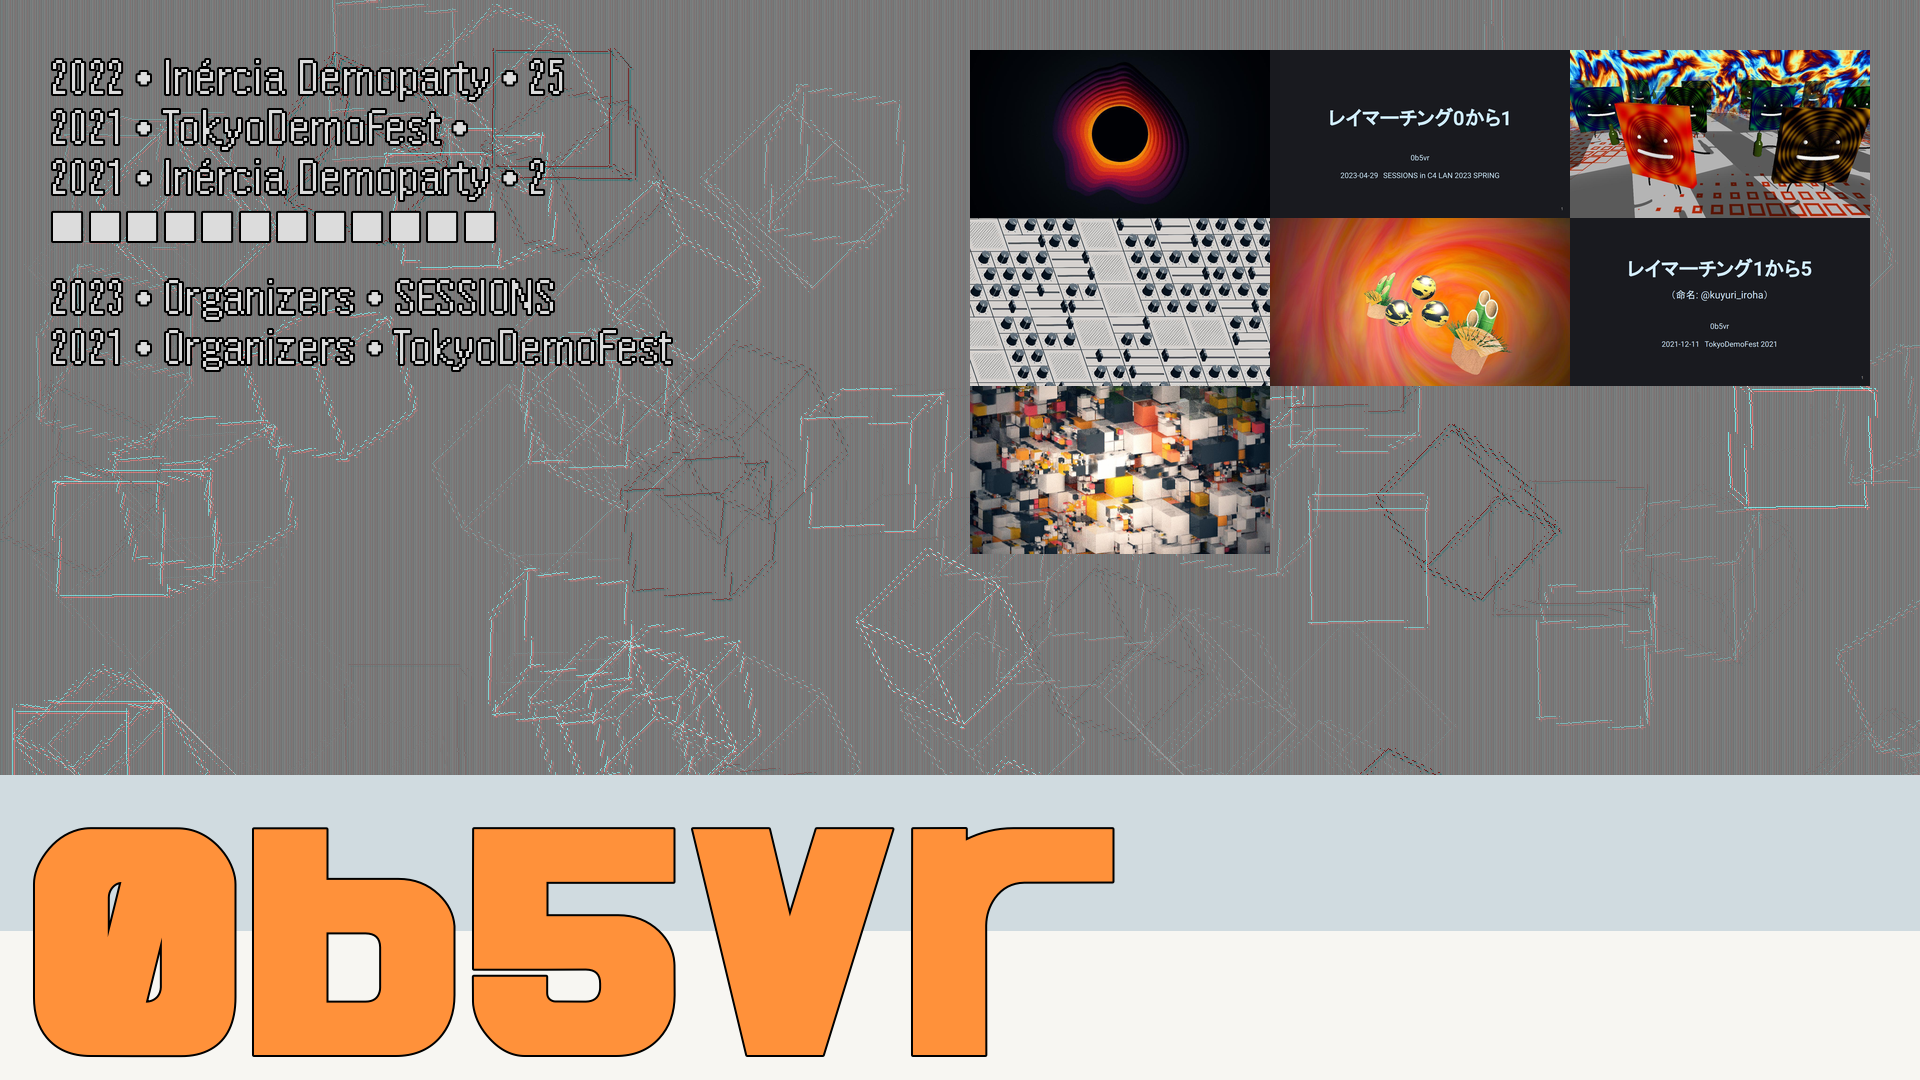 2022 • Inércia Demoparty • 25
2021 • TokyoDemoFest •
2021 • Inércia Demoparty • 2
2023 • Organizers • SESSIONS
2021 • Organizers • TokyoDemoFest
レイマーチング0から1
0b5vr
2023-04-29 SESSIONS in C4 LAN 2023 SPRING
レイマーチング1から5
（命名: @kuyuri_iroha）
0b5vr
2021-12-11 TokyoDemoFest 2021
0b5vr